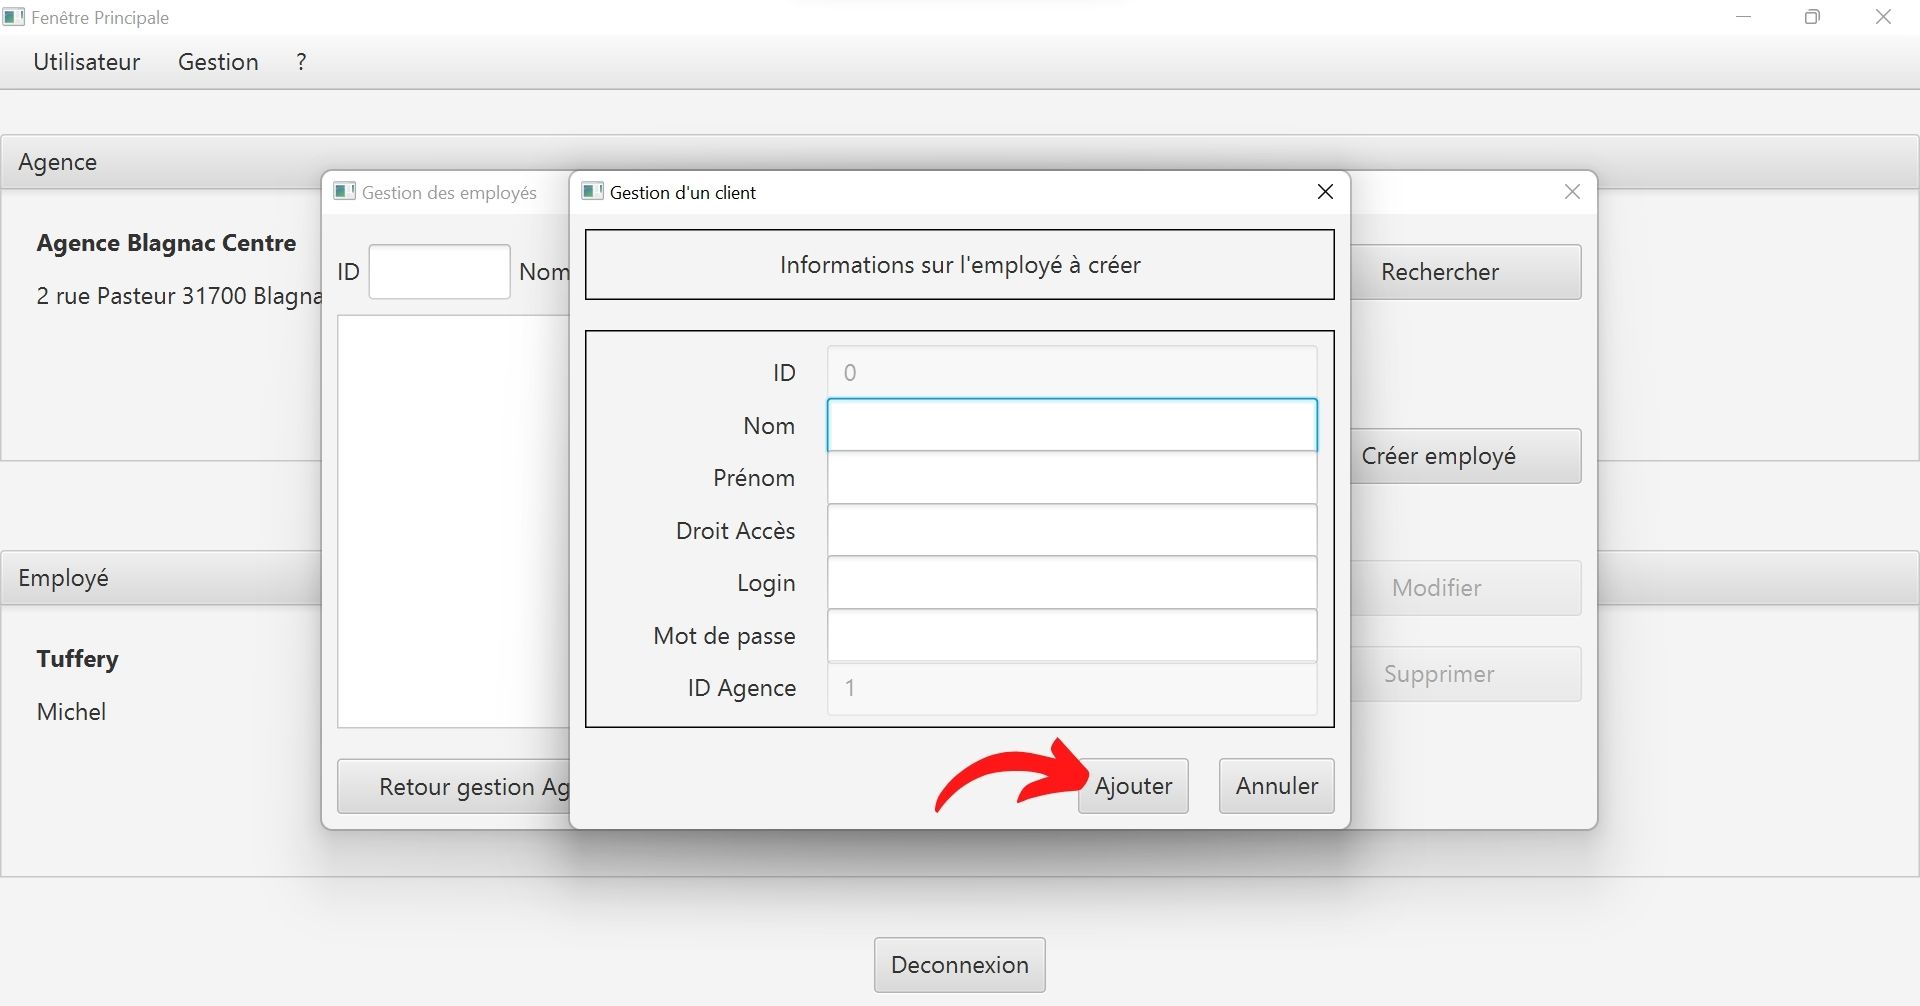 Fenêtre Principale
Utilisateur Gestion ?
Agence
Agence Blagnac Centre
2 rue Pasteur 31700 Blagna
Gestion des employés
ID
Nom
Rechercher
Créer employé
Modifier
Supprimer
Retour gestion Ag
Gestion d'un client
Informations sur l'employé à créer
ID 0
Nom
Prénom
Droit Accès
Login
Mot de passe
ID Agence 1
Ajouter Annuler
Employé
Tuffery
Michel
Deconnexion